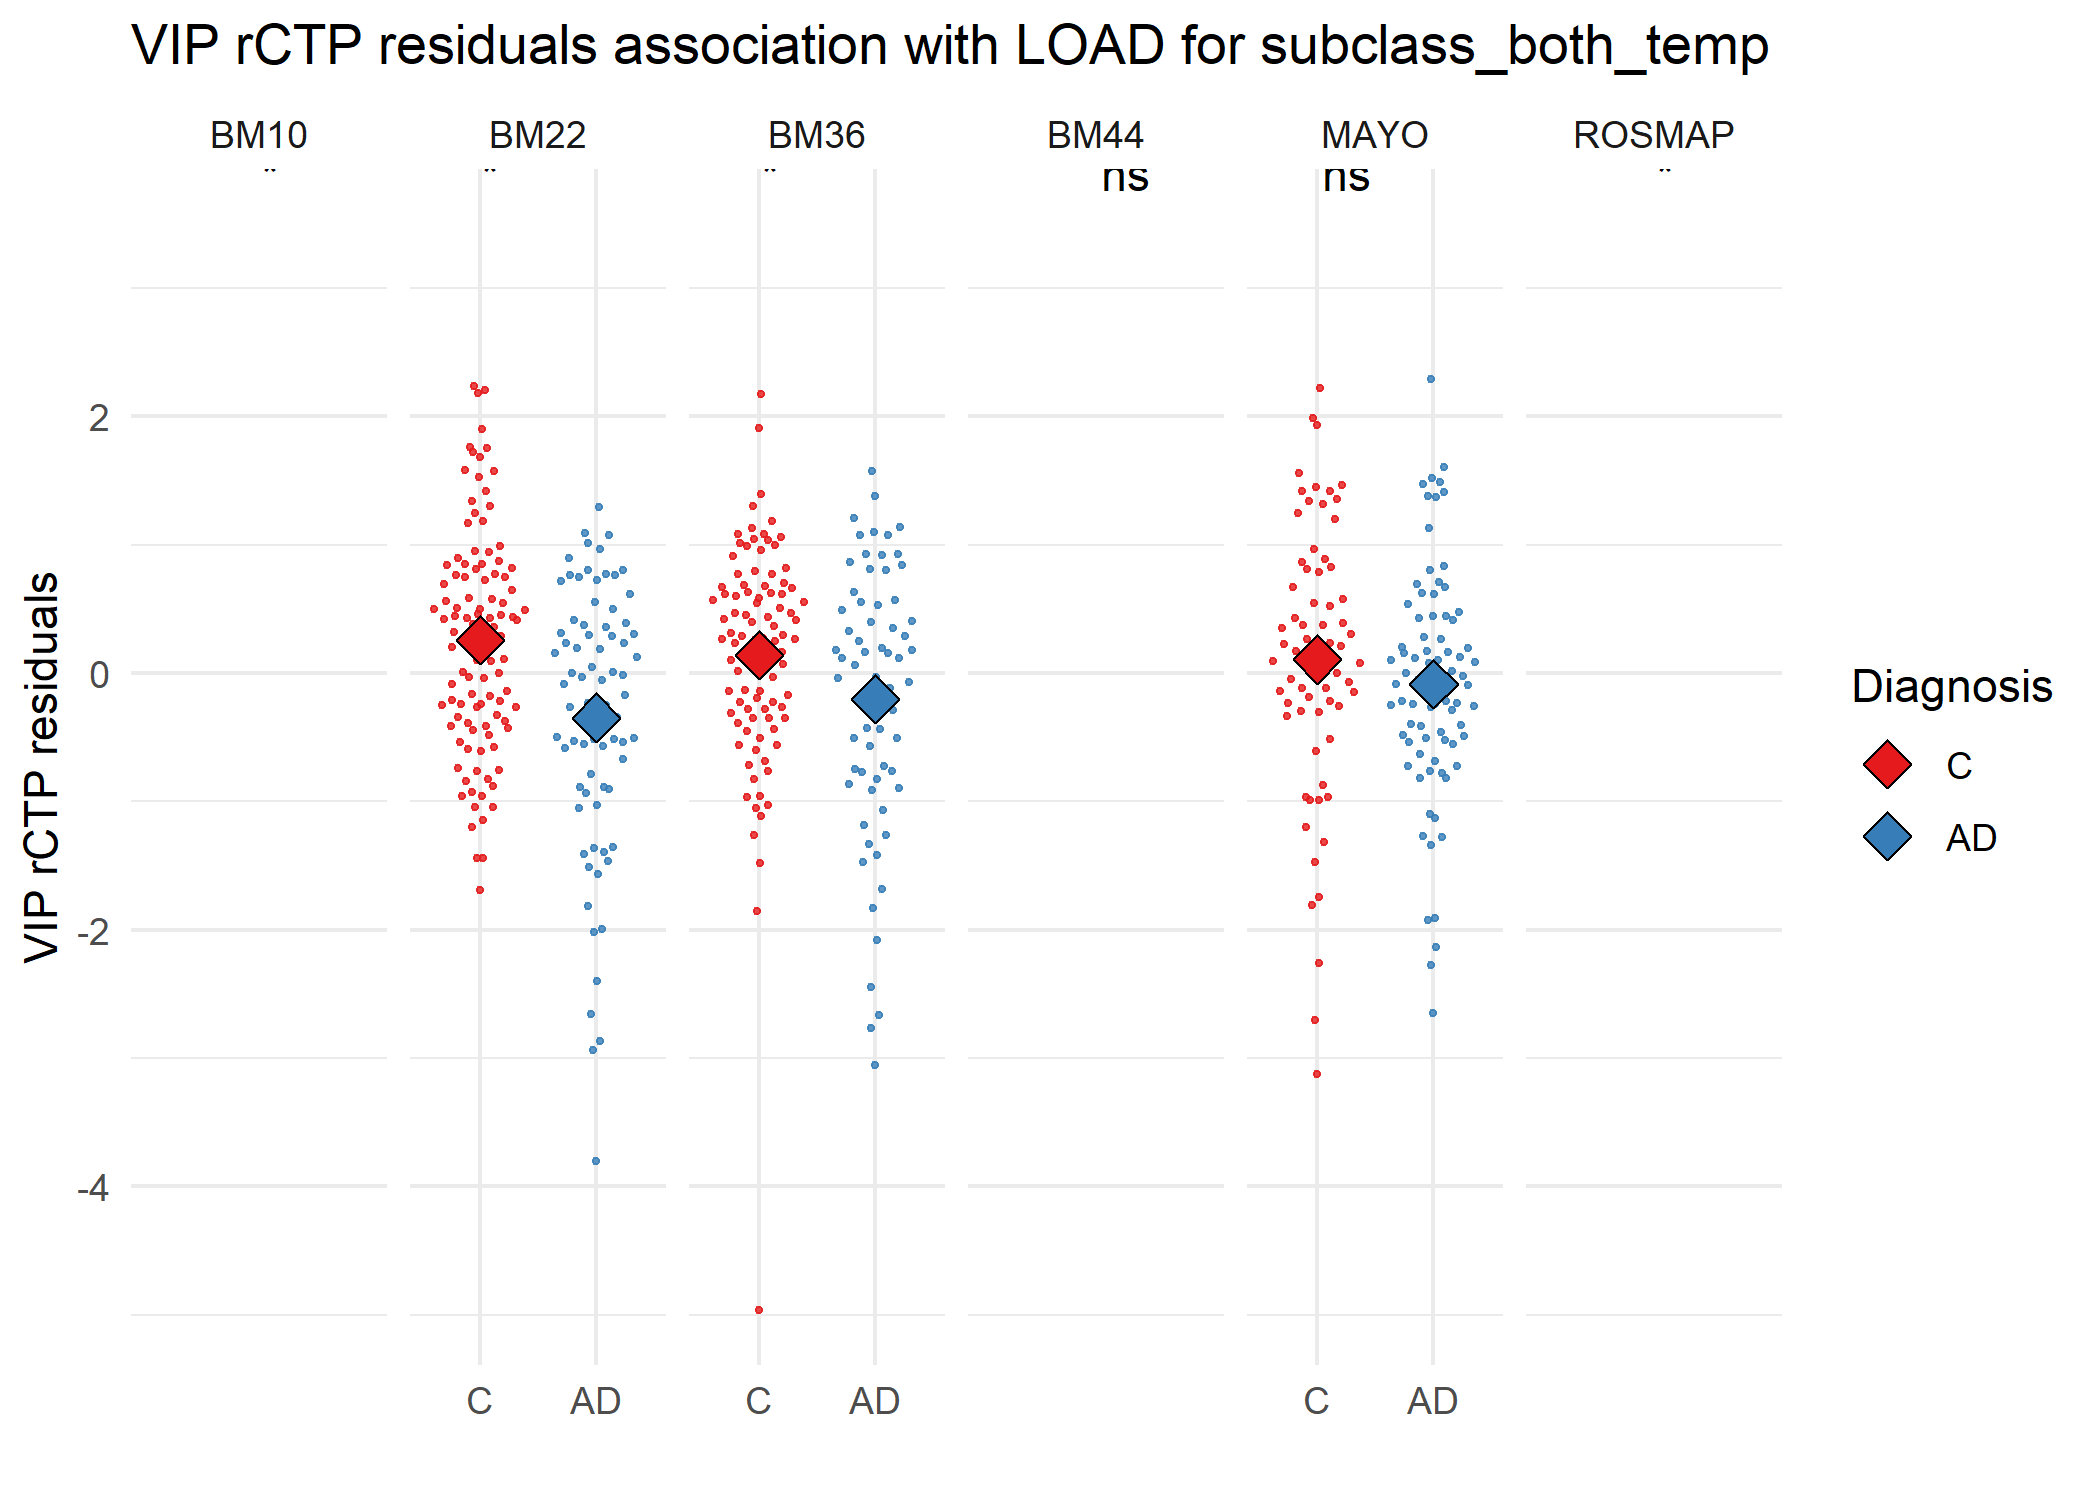 VIP rCTP residuals association with LOAD for subclass_both_temp
BM10 BM22 BM36 BM44 MAYO ROSMAP
* * * ns ns *
VIP rCTP residuals
2
0
-2
-4
C AD C AD C AD
Diagnosis
C
AD